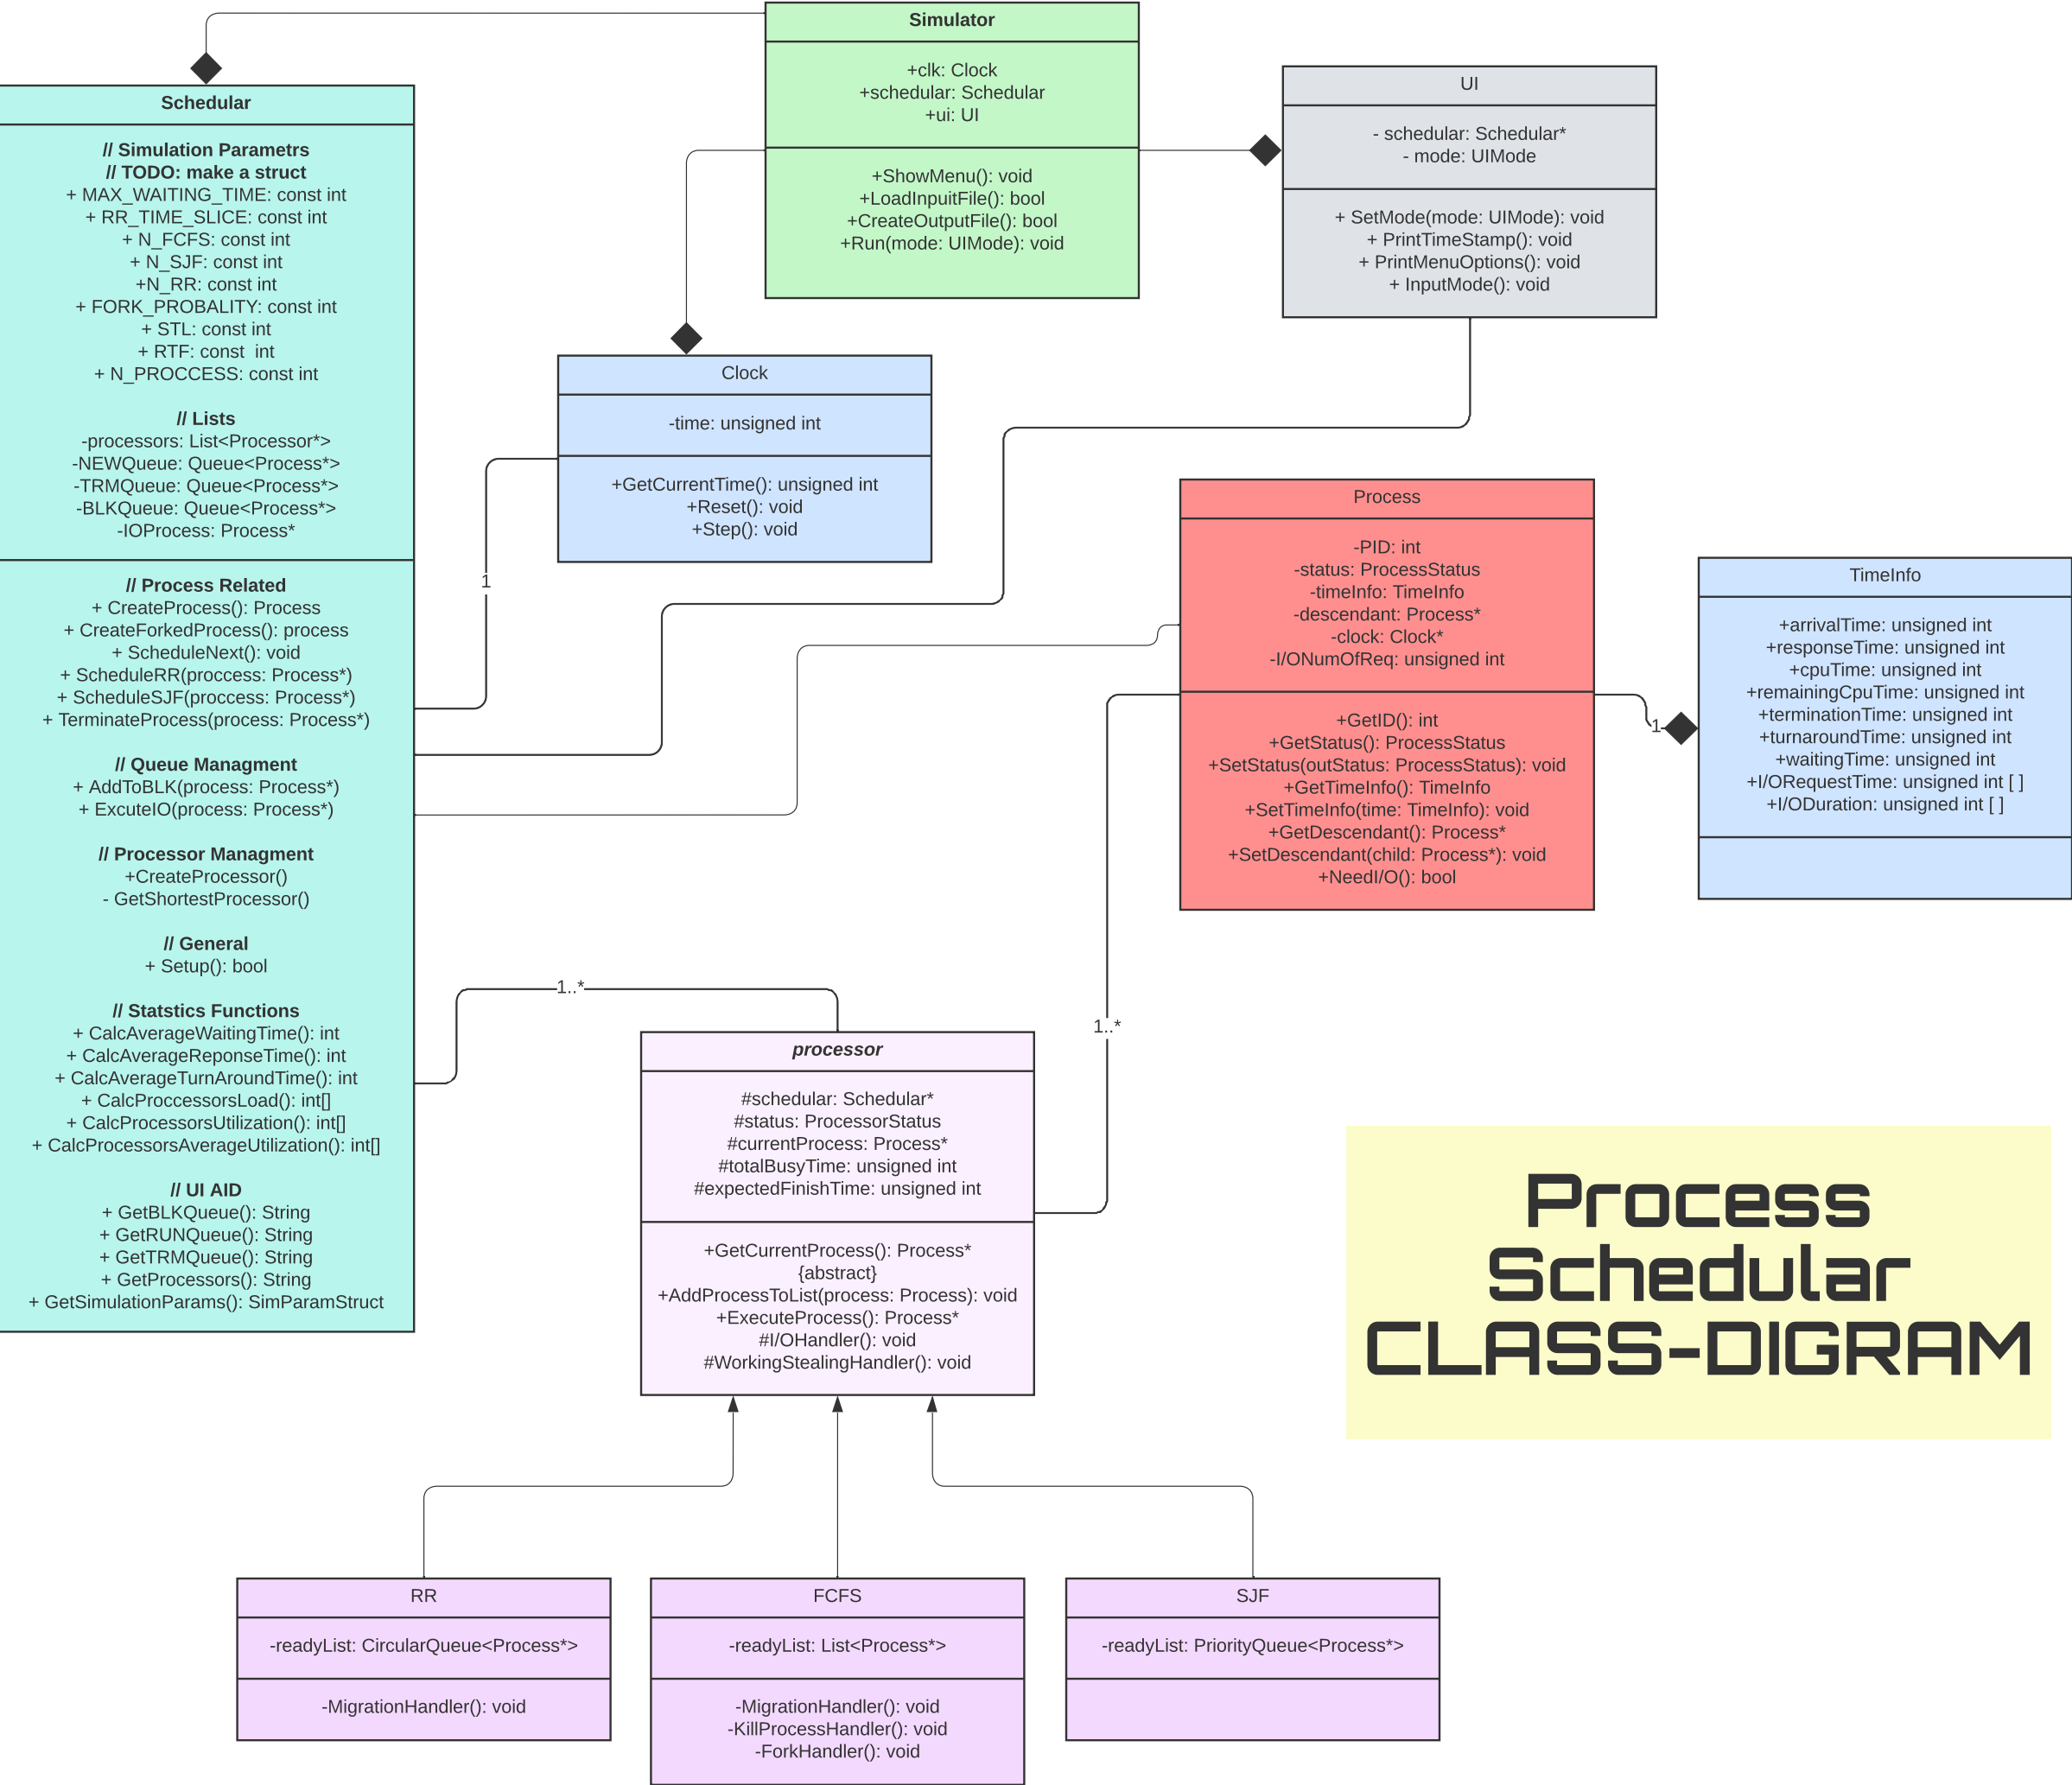 Simulator
+clk: Clock
+schedular: Schedular
+ui: UI
+ShowMenu(): void
+LoadInpuitFile(): bool
+CreateOutputFile(): bool
+Run(mode: UIMode): void
UI
- schedular: Schedular*
- mode: UIMode
+ SetMode(mode: UIMode): void
+ PrintTimeStamp(): void
+ PrintMenuOptions(): void
+ InputMode(): void
Schedular
// Simulation Parametrs
// TODO: make a struct
+ MAX_WAITING_TIME: const int
+ RR_TIME_SLICE: const int
+ N_FCFS: const int
+ N_SJF: const int
+N_RR: const int
+ FORK_PROBALITY: const int
+ STL: const int
+ RTF: const  int
+ N_PROCCESS: const int
// Lists
-processors: List<Processor*>
-NEWQueue: Queue<Process*>
-TRMQueue: Queue<Process*>
-BLKQueue: Queue<Process*>
-IOProcess: Process*
// Process Related
+ CreateProcess(): Process
+ CreateForkedProcess(): process
+ ScheduleNext(): void
+ ScheduleRR(proccess: Process*)
+ ScheduleSJF(proccess: Process*)
+ TerminateProcess(process: Process*)
// Queue Managment
+ AddToBLK(process: Process*)
+ ExcuteIO(process: Process*)
// Processor Managment
+CreateProcessor()
- GetShortestProcessor()
// General
+ Setup(): bool
// Statstics Functions
+ CalcAverageWaitingTime(): int
+ CalcAverageReponseTime(): int
+ CalcAverageTurnAroundTime(): int
+ CalcProccessorsLoad(): int[]
+ CalcProcessorsUtilization(): int[]
+ CalcProcessorsAverageUtilization(): int[]
// UI AID
+ GetBLKQueue(): String
+ GetRUNQueue(): String
+ GetTRMQueue(): String
+ GetProcessors(): String
+ GetSimulationParams(): SimParamStruct
Clock
-time: unsigned int
+GetCurrentTime(): unsigned int
+Reset(): void
+Step(): void
1
Process
-PID: int
-status: ProcessStatus
-timeInfo: TimeInfo
-descendant: Process*
-clock: Clock*
-I/ONumOfReq: unsigned int
+GetID(): int
+GetStatus(): ProcessStatus
+SetStatus(outStatus: ProcessStatus): void
+GetTimeInfo(): TimeInfo
+SetTimeInfo(time: TimeInfo): void
+GetDescendant(): Process*
+SetDescendant(child: Process*): void
+NeedI/O(): bool
1
TimeInfo
+arrivalTime: unsigned int
+responseTime: unsigned int
+cpuTime: unsigned int
+remainingCpuTime: unsigned int
+terminationTime: unsigned int
+turnaroundTime: unsigned int
+waitingTime: unsigned int
+I/ORequestTime: unsigned int [ ]
+I/ODuration: unsigned int [ ]
1..*
1..*
processor
#schedular: Schedular*
#status: ProcessorStatus
#currentProcess: Process*
#totalBusyTime: unsigned int
#expectedFinishTime: unsigned int
+GetCurrentProcess(): Process*
{abstract}
+AddProcessToList(process: Process): void
+ExecuteProcess(): Process*
#I/OHandler(): void
#WorkingStealingHandler(): void
Process
Schedular
CLASS-DIGRAM
RR
-readyList: CircularQueue<Process*>
-MigrationHandler(): void
FCFS
-readyList: List<Process*>
-MigrationHandler(): void
-KillProcessHandler(): void
-ForkHandler(): void
SJF
-readyList: PriorityQueue<Process*>